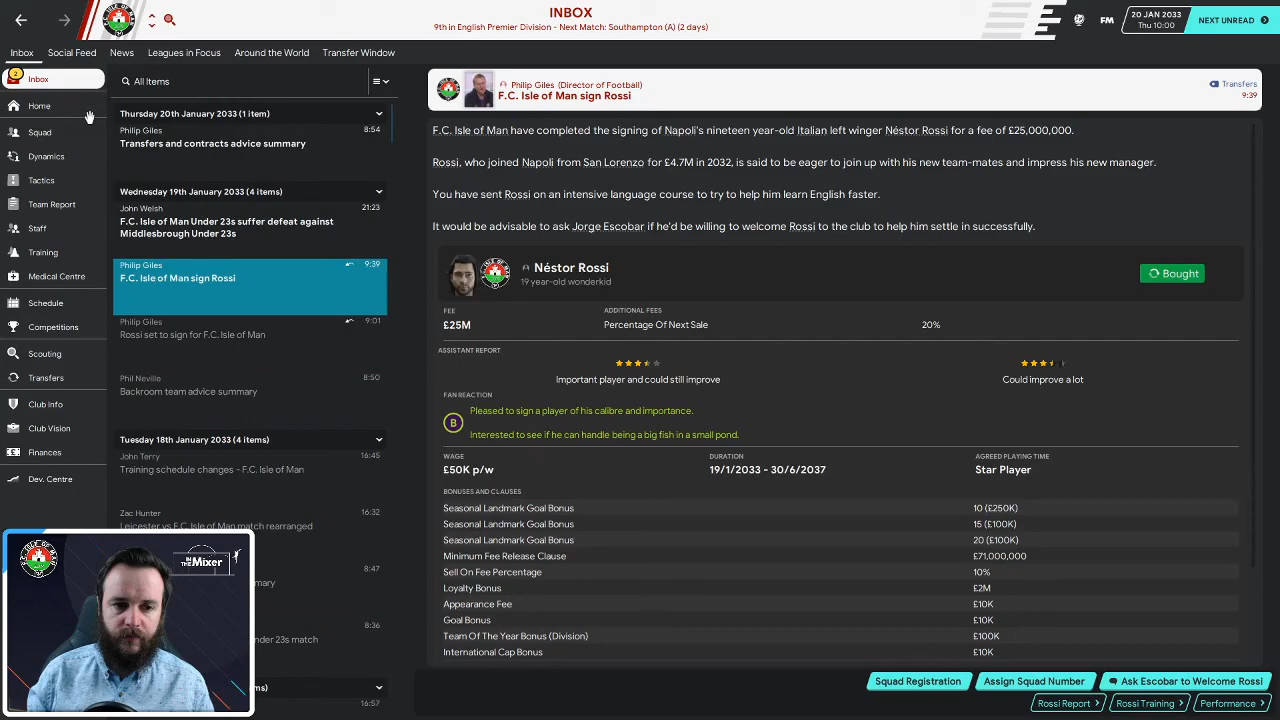 INBOX
9th in English Premier Division - Next Match: Southampton (A) (2 days)
FM
20 JAN 2033
Thu 10:00
NEXT UNREAD
Inbox
Social Feed
News
Leagues in Focus
Around the World
Transfer Window
2
Inbox
Home
Squad
Dynamics
Tactics
Team Report
Staff
Training
Medical Centre
Schedule
Competitions
Scouting
Transfers
Club Info
Club Vision
Finances
Dev. Centre
All Items
Thursday 20th January 2033 (1 item)
Philip Giles 8:54
Transfers and contracts advice summary
Wednesday 19th January 2033 (4 items)
John Welsh 21:23
F.C. Isle of Man Under 23s suffer defeat against
Middlesbrough Under 23s
Philip Giles 9:39
F.C. Isle of Man sign Rossi
Philip Giles 9:01
Rossi set to sign for F.C. Isle of Man
Phil Neville 8:50
Backroom team advice summary
Tuesday 18th January 2033 (4 items)
John Terry 16:45
Training schedule changes - F.C. Isle of Man
Zac Hunter 16:32
Leicester vs F.C. Isle of Man match rearranged
8:47
mary
8:36
nder 23s match
ms)
16:57
Philip Giles (Director of Football)
F.C. Isle of Man sign Rossi
Transfers
9:39
F.C. Isle of Man have completed the signing of Napoli's nineteen year-old Italian left winger Néstor Rossi for a fee of £25,000,000.
Rossi, who joined Napoli from San Lorenzo for £4.7M in 2032, is said to be eager to join up with his new team-mates and impress his new manager.
You have sent Rossi on an intensive language course to try to help him learn English faster.
It would be advisable to ask Jorge Escobar if he'd be willing to welcome Rossi to the club to help him settle in successfully.
Néstor Rossi
19 year-old wonderkid
Bought
FEE
£25M
ADDITIONAL FEES
Percentage Of Next Sale 20%
ASSISTANT REPORT
Important player and could still improve
Could improve a lot
FAN REACTION
B
Pleased to sign a player of his calibre and importance.
Interested to see if he can handle being a big fish in a small pond.
WAGE
£50K p/w
DURATION
19/1/2033 - 30/6/2037
AGREED PLAYING TIME
Star Player
BONUSES AND CLAUSES
Seasonal Landmark Goal Bonus 10 (£250K)
Seasonal Landmark Goal Bonus 15 (£100K)
Seasonal Landmark Goal Bonus 20 (£100K)
Minimum Fee Release Clause £71,000,000
Sell On Fee Percentage 10%
Loyalty Bonus £2M
Appearance Fee £10K
Goal Bonus £10K
Team Of The Year Bonus (Division) £100K
International Cap Bonus £10K
Squad Registration
Assign Squad Number
Ask Escobar to Welcome Rossi
Rossi Report
Rossi Training
Performance
IN THE
Mixer